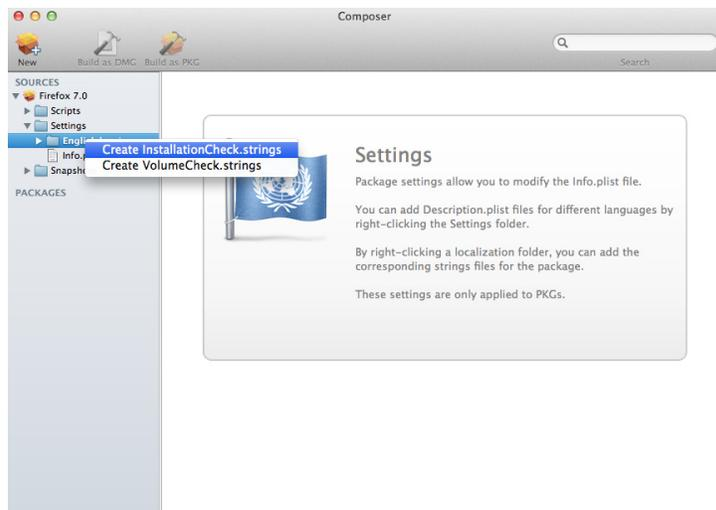 Composer
New
Build as DMG
Build as PKG
Search
SOURCES
Firefox 7.0
Scripts
Settings
Create InstallationCheck.strings
Create VolumeCheck.strings
PACKAGES
Settings
Package settings allow you to modify the Info.plist file.
You can add Description.plist files for different languages by
right-clicking the Settings folder.
By right-clicking a localization folder, you can add the
corresponding strings files for the package.
These settings are only applied to PKGs.